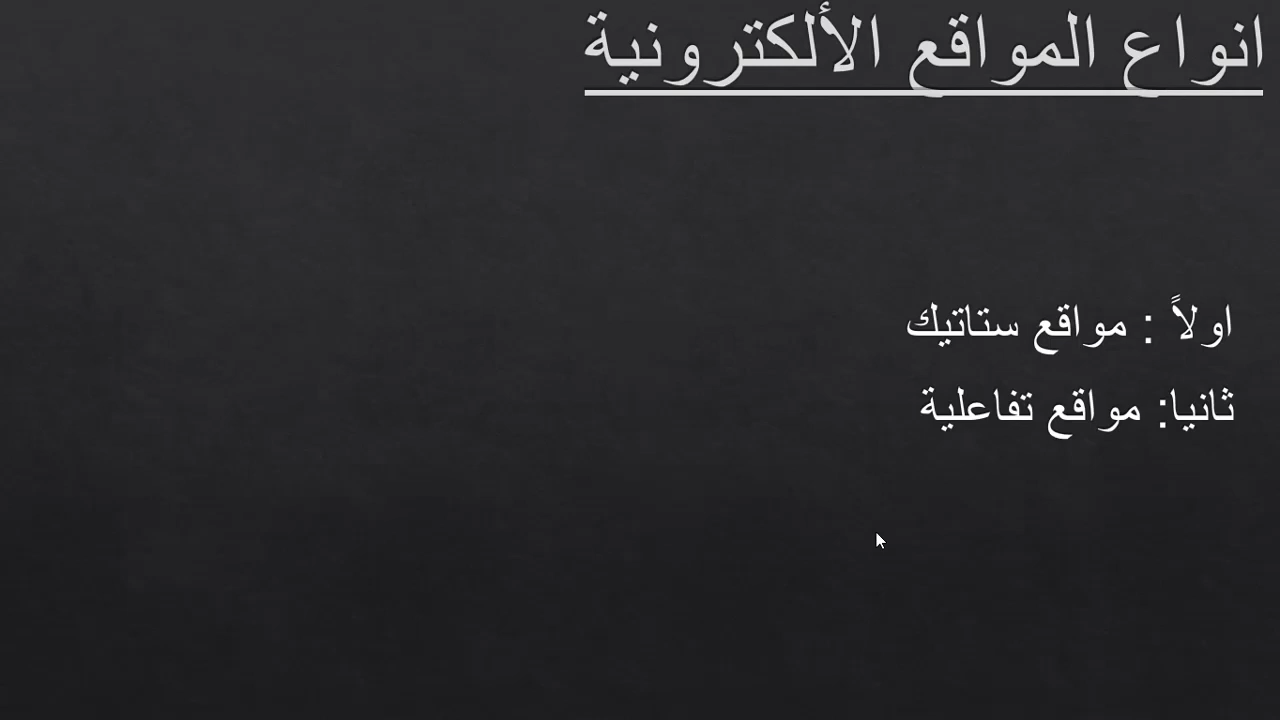 انواع المواقع الألكترونية
اولاً : مواقع ستاتيك
ثانيا: مواقع تفاعلية